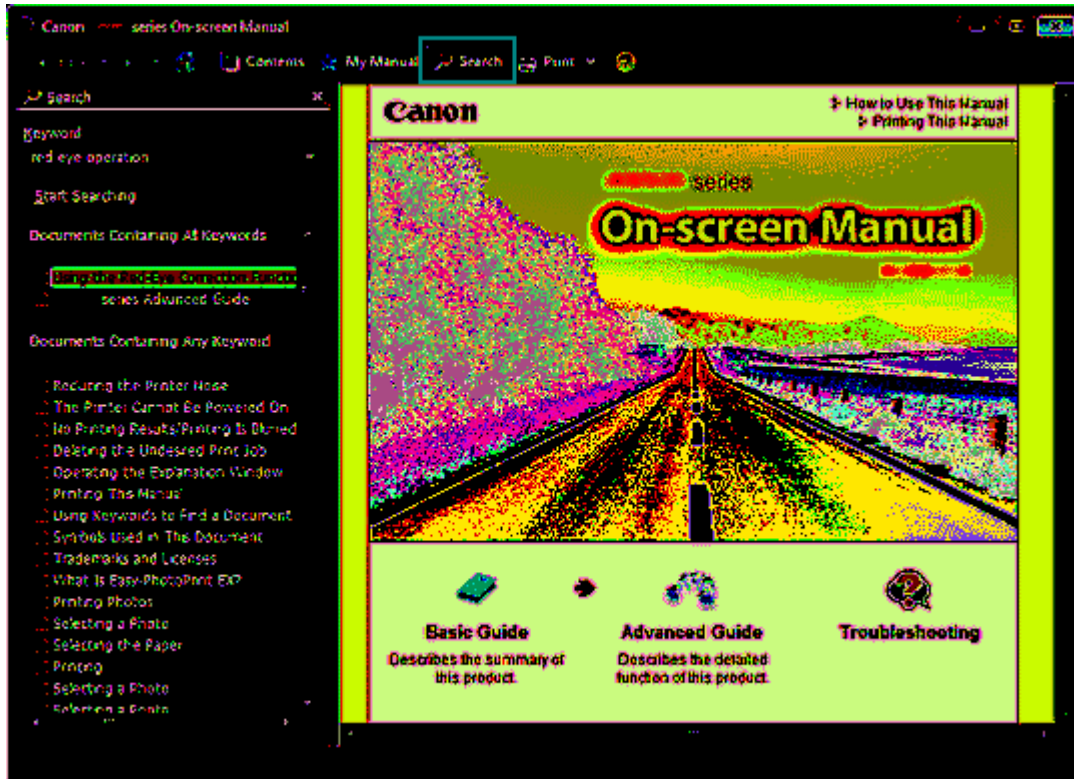 Canon series On-screen Manual
Contents My Manual Search Print
Search
Keyword
red eye operation
Start Searching
Documents Containing All Keywords
series Advanced Guide
Documents Containing Any Keyword
Reducing the Printer Noise
The Printer Cannot Be Powered On
No Printing Results/Printing Is Blurred
Deleting the Undesired Print Job
Operating the Explanation Window
Printing This Manual
Using Keywords to Find a Document
Symbols Used in This Document
Trademarks and Licenses
What Is Easy-PhotoPrint EX?
Printing Photos
Selecting a Photo
Selecting the Paper
Printing
Selecting a Photo
Selecting a Photo
Canon
How to Use This Manual
Printing This Manual
series
On-screen Manual
Basic Guide
Describes the summary of
this product.
Advanced Guide
Describes the detailed
function of this product.
Troubleshooting